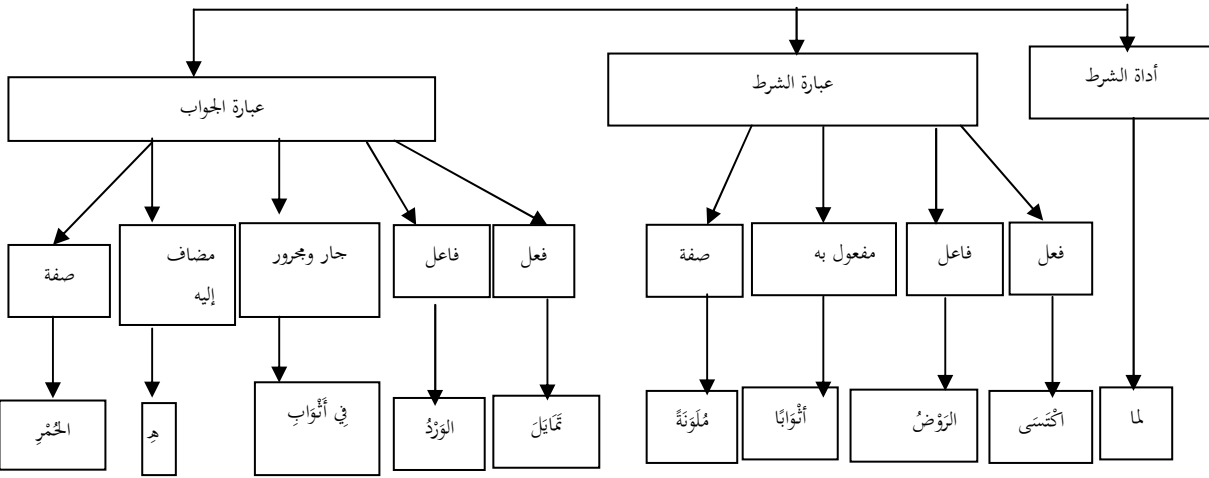 أداة الشرط
عبارة الشرط
عبارة الجواب
فعل
فاعل
مفعول به
صفة
فعل
فاعل
جار ومجرور
مضاف
إليه
صفة
لما
اكْتَسَى
الرَوْضُ
أَثْوَابًا
مُلَوَنَةً
تَمَايَلَ
الوَرْدُ
فِي أَثْوَابِ
هِ
الحُمْرِ